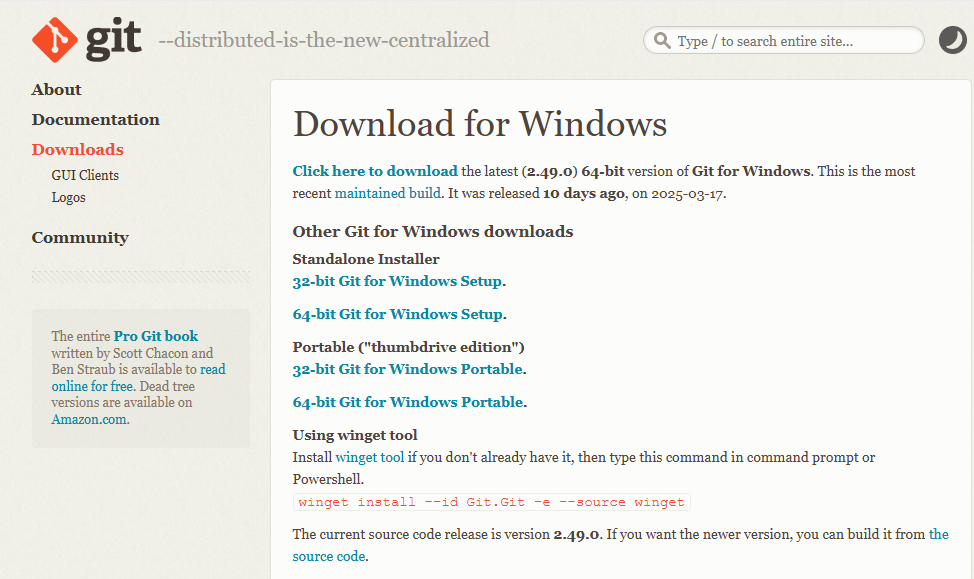 git --distributed-is-the-new-centralized
Type / to search entire site...
About
Documentation
Downloads
GUI Clients
Logos
Community
The entire Pro Git book
written by Scott Chacon and
Ben Straub is available to read
online for free. Dead tree
versions are available on
Amazon.com.
Download for Windows
Click here to download the latest (2.49.0) 64-bit version of Git for Windows. This is the most
recent maintained build. It was released 10 days ago, on 2025-03-17.
Other Git for Windows downloads
Standalone Installer
32-bit Git for Windows Setup.
64-bit Git for Windows Setup.
Portable ("thumbdrive edition")
32-bit Git for Windows Portable.
64-bit Git for Windows Portable.
Using winget tool
Install winget tool if you don't already have it, then type this command in command prompt or
Powershell.
winget install --id Git.Git -e --source winget
The current source code release is version 2.49.0. If you want the newer version, you can build it from the
source code.